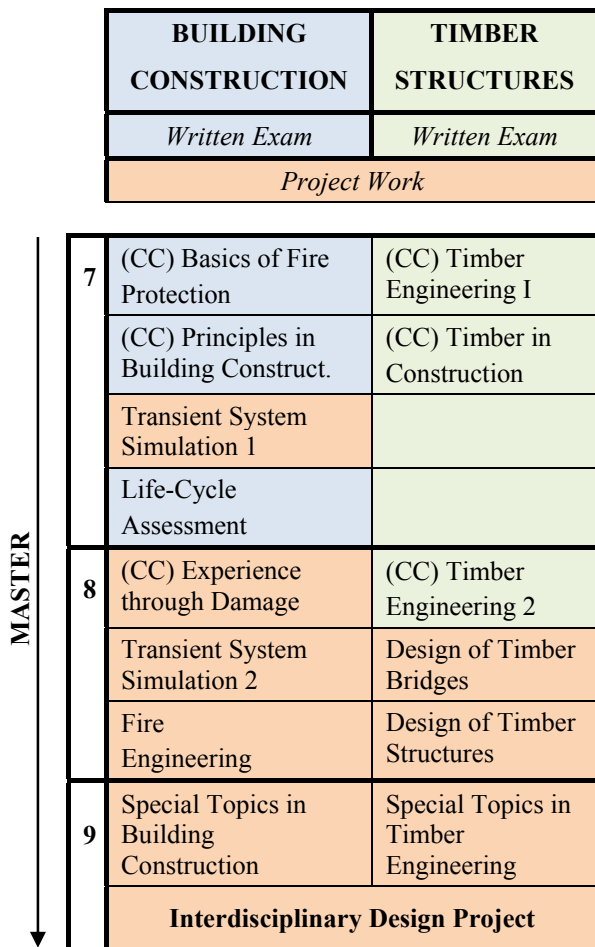 BUILDING
CONSTRUCTION
TIMBER
STRUCTURES
Written Exam
Written Exam
Project Work
MASTER
7
(CC) Basics of Fire
Protection
(CC) Timber
Engineering I
(CC) Principles in
Building Construct.
(CC) Timber in
Construction
Transient System
Simulation 1
Life-Cycle
Assessment
8
(CC) Experience
through Damage
(CC) Timber
Engineering 2
Transient System
Simulation 2
Design of Timber
Bridges
Fire
Engineering
Design of Timber
Structures
9
Special Topics in
Building
Construction
Special Topics in
Timber
Engineering
Interdisciplinary Design Project